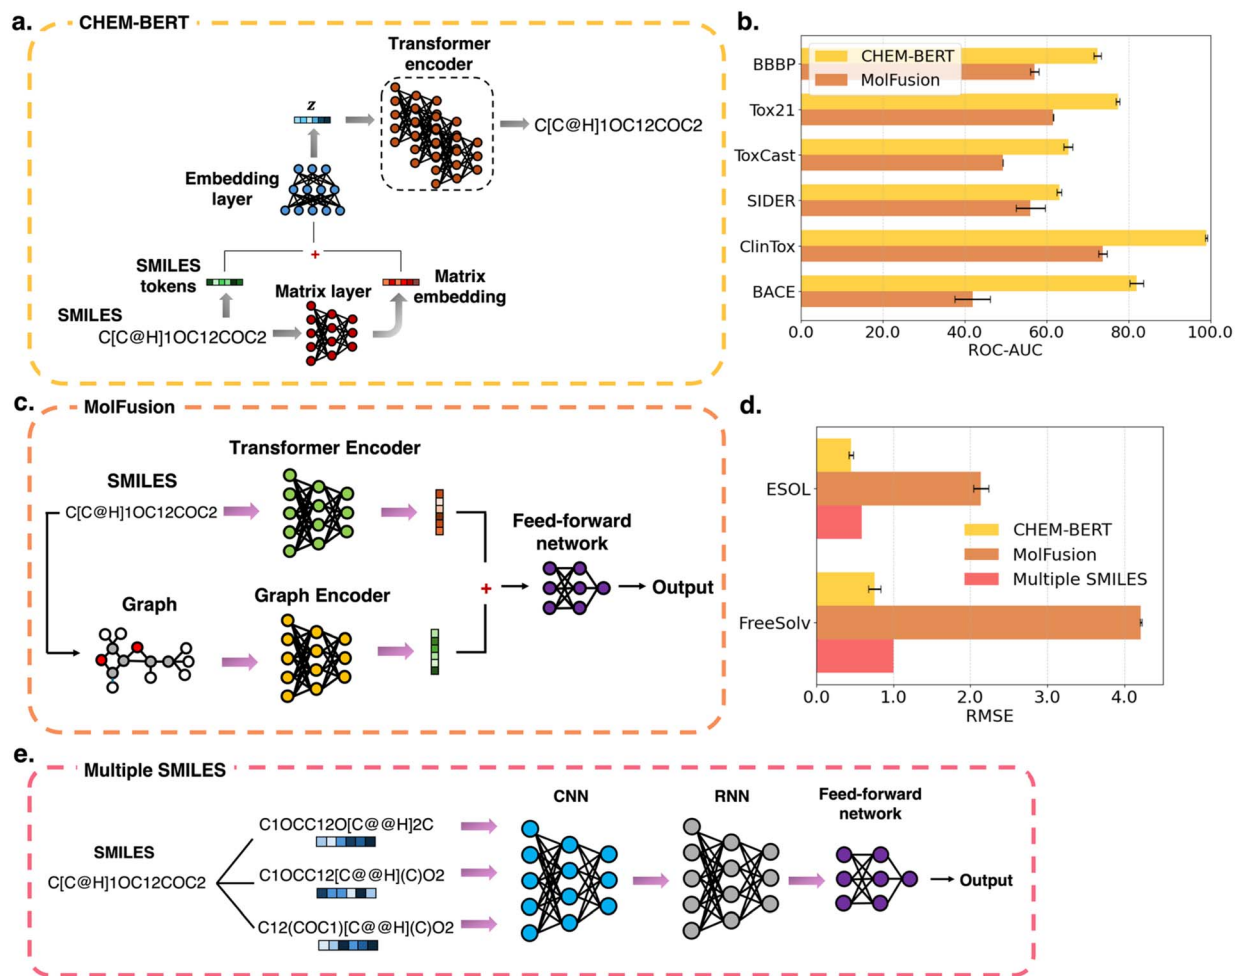 a.
CHEM-BERT
Transformer
encoder
z
C[C@H]1OC12COC2
Embedding
layer
+
SMILES
tokens
Matrix layer
Matrix
embedding
SMILES
C[C@H]1OC12COC2
b.
CHEM-BERT
MolFusion
BBBP
Tox21
ToxCast
SIDER
ClinTox
BACE
0.0 20.0 40.0 60.0 80.0 100.0
ROC-AUC
c.
MolFusion
Transformer Encoder
SMILES
C[C@H]1OC12COC2
Feed-forward
network
+
Output
Graph
Graph Encoder
d.
ESOL
FreeSolv
CHEM-BERT
MolFusion
Multiple SMILES
0.0 1.0 2.0 3.0 4.0
RMSE
e.
Multiple SMILES
CNN
RNN
Feed-forward
network
SMILES
C[C@H]1OC12COC2
C1OCC12O[C@@H]2C
C1OCC12[C@@H](C)O2
C12(COC1)[C@@H](C)O2
Output